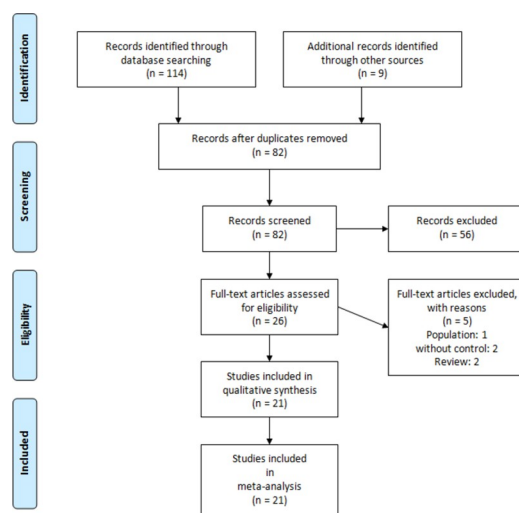 Identification
Records identified through
database searching
(n = 114)
Additional records identified
through other sources
(n = 9)
Records after duplicates removed
(n = 82)
Screening
Records screened
(n = 82)
Records excluded
(n = 56)
Eligibility
Full-text articles assessed
for eligibility
(n = 26)
Full-text articles excluded,
with reasons
(n = 5)
Population: 1
without control: 2
Review: 2
Studies included in
qualitative synthesis
(n = 21)
Included
Studies included
in
meta-analysis
(n = 21)